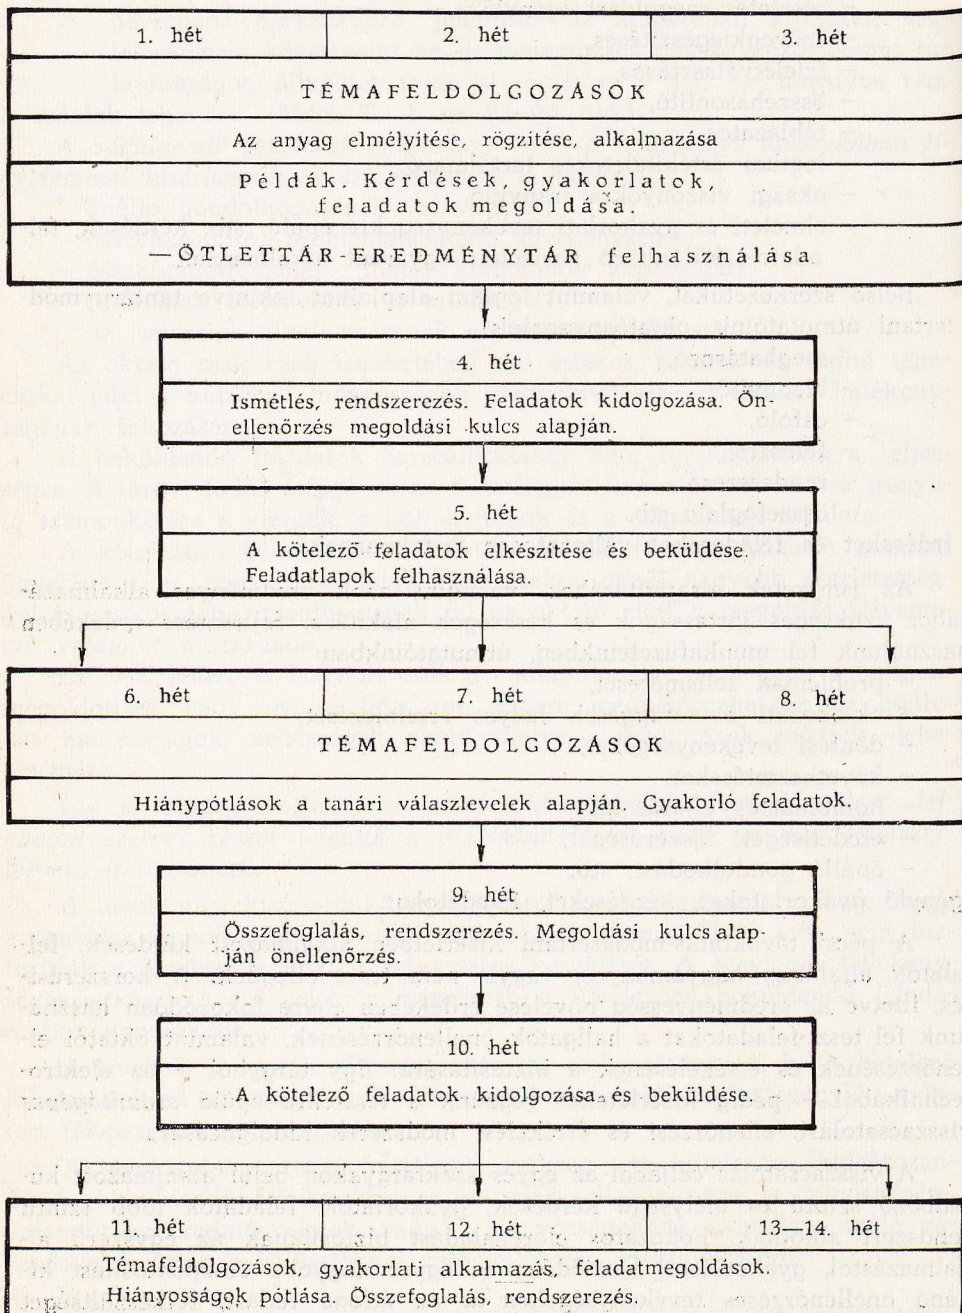 1. hét 2. hét 3. hét
TÉMAFELDOLGOZÁSOK
Az anyag elmélyitése, rögzítése, alkalmazása
Példák. Kérdések, gyakorlatok,
feladatok megoldása
—ÖTLETTÁR-EREDMÉNYTÁR felhasználása
4. hét
Ismétlés, rendszerezés. Feladatok kidolgozása. Ön-
ellenőrzés megoldási kulcs alapján.
5. hét
A kötelező feladatok elkészítése és beküldése.
Feladatlapok felhasználása.
6. hét 7. hét 8. hét
TÉMAFELDOLGOZÁSOK
Hiánypótlások a tanári válaszlevelek alapján. Gyakorló feladatok.
9. hét
Összefoglalás, rendszerezés. Megoldási kulcs alap-
ján önellenőrzés.
10. hét
A kötelező feladatok kidolgozása és beküldése.
11. hét 12. hét 13—14. hét
Témafeldolgozások, gyakorlati alkalmazás, feladatmegoldások.
Hiányosságok pótlása. Összefoglalás, rendszerezés.